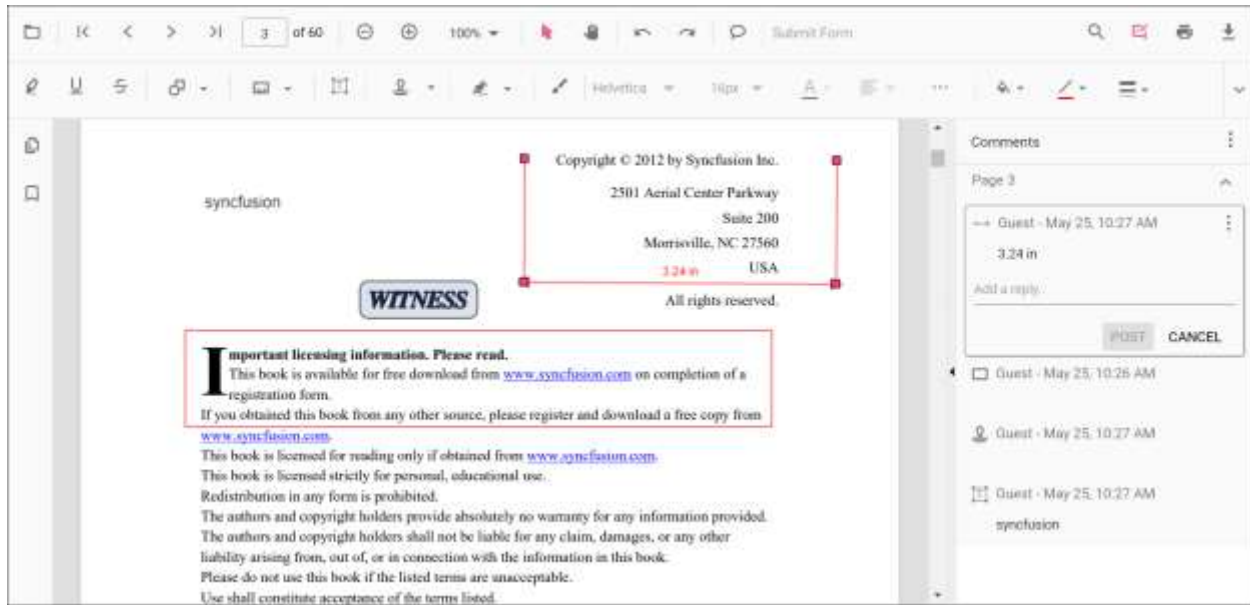 3 of 60 100% Submit Form
Helvetica 16px A
Comments
Page 3
Guest - May 25, 10:27 AM
3.24 in
Add a reply..
POST CANCEL
Guest - May 25, 10:26 AM
Guest - May 25, 10:27 AM
Guest - May 25, 10:27 AM
syncfusion
Copyright © 2012 by Syncfusion Inc.
2501 Aerial Center Parkway
Suite 200
Morrisville, NC 27560
3.24 in USA
All rights reserved.
syncfusion
WITNESS
Important licensing information. Please read.
This book is available for free download from www.syncfusion.com on completion of a
registration form.
If you obtained this book from any other source, please register and download a free copy from
www.syncfusion.com.
This book is licensed for reading only if obtained from www.syncfusion.com.
This book is licensed strictly for personal, educational use.
Redistribution in any form is prohibited.
The authors and copyright holders provide absolutely no warranty for any information provided.
The authors and copyright holders shall not be liable for any claim, damages, or any other
liability arising from, out of, or in connection with the information in this book.
Please do not use this book if the listed terms are unacceptable.
Use shall constitute acceptance of the terms listed.